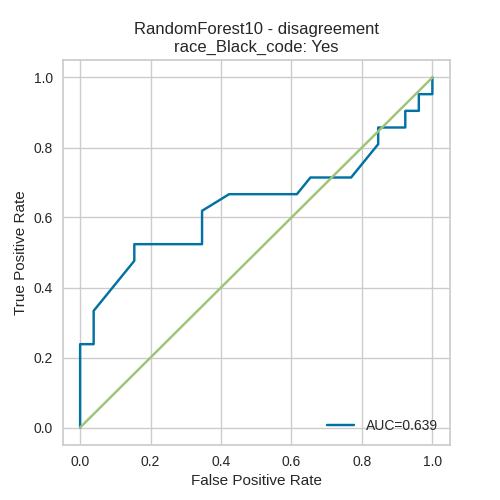 RandomForest10 - disagreement
race_Black_code: Yes
True Positive Rate
1.0
0.8
0.6
0.4
0.2
0.0
AUC=0.639
0.0 0.2 0.4 0.6 0.8 1.0
False Positive Rate